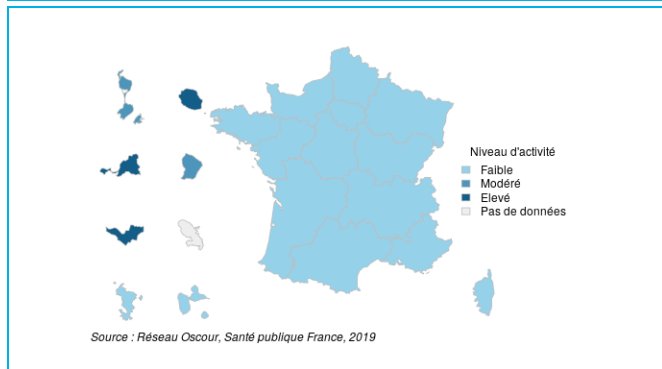 Niveau d'activité
Faible
Modéré
Elevé
Pas de données
Source : Réseau Oscour, Santé publique France, 2019